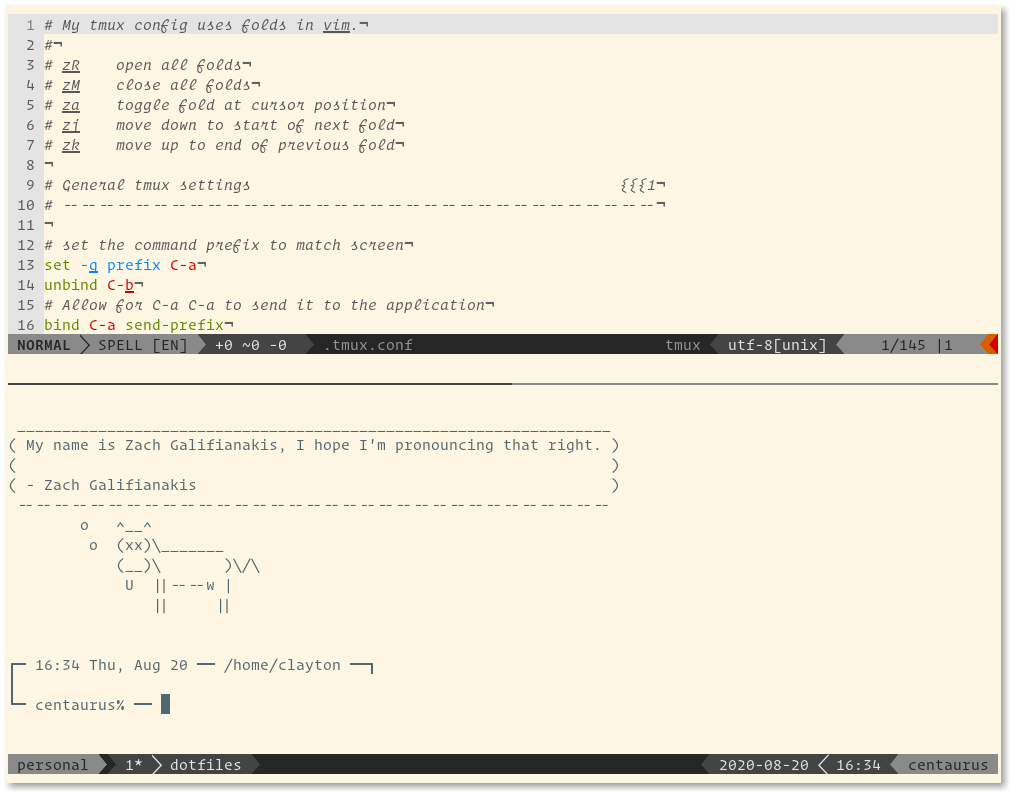 1 # My tmux config uses folds in vim.¬
2 #¬
3 # zR    open all folds¬
4 # zM    close all folds¬
5 # za    toggle fold at cursor position¬
6 # zj    move down to start of next fold¬
7 # zk    move up to end of previous fold¬
8 ¬
9 # General tmux settings                                         {{{1¬
10 # ------------------------------------------------------------------¬
11 ¬
12 # set the command prefix to match screen¬
13 set -g prefix C-a¬
14 unbind C-b¬
15 # Allow for C-a C-a to send it to the application¬
16 bind C-a send-prefix¬
NORMAL SPELL [EN] +0 ~0 -0 .tmux.conf tmux utf-8[unix] 1/145 |1
 __________________________________________________________________
( My name is Zach Galifianakis, I hope I'm pronouncing that right. )
(                                                                  )
( - Zach Galifianakis                                              )
 ------------------------------------------------------------------
        o   ^__^
         o  (xx)\_______
            (__)\       )\/\
             U  ||----w |
                ||     ||
┌─ 16:34 Thu, Aug 20 ── /home/clayton ──┐
└─ centaurus% ──
personal 1* dotfiles 2020-08-20 16:34 centaurus